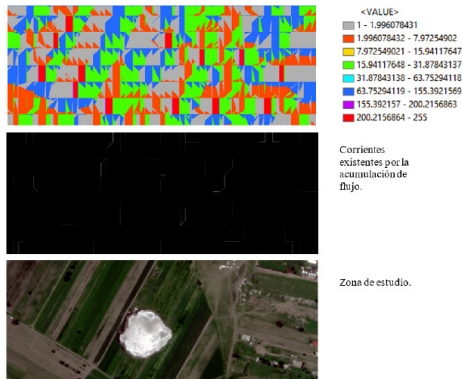 <VALUE>
1 - 1.996078431
1.996078432 - 7.97254902
7.972549021 - 15.94117647
15.94117648 - 31.87843137
31.87843138 - 63.75294118
63.75294119 - 155.3921569
155.392157 - 200.2156863
200.2156864 - 255
Corrientes
existentes por la
acumulación de
flujo.
Zona de estudio.